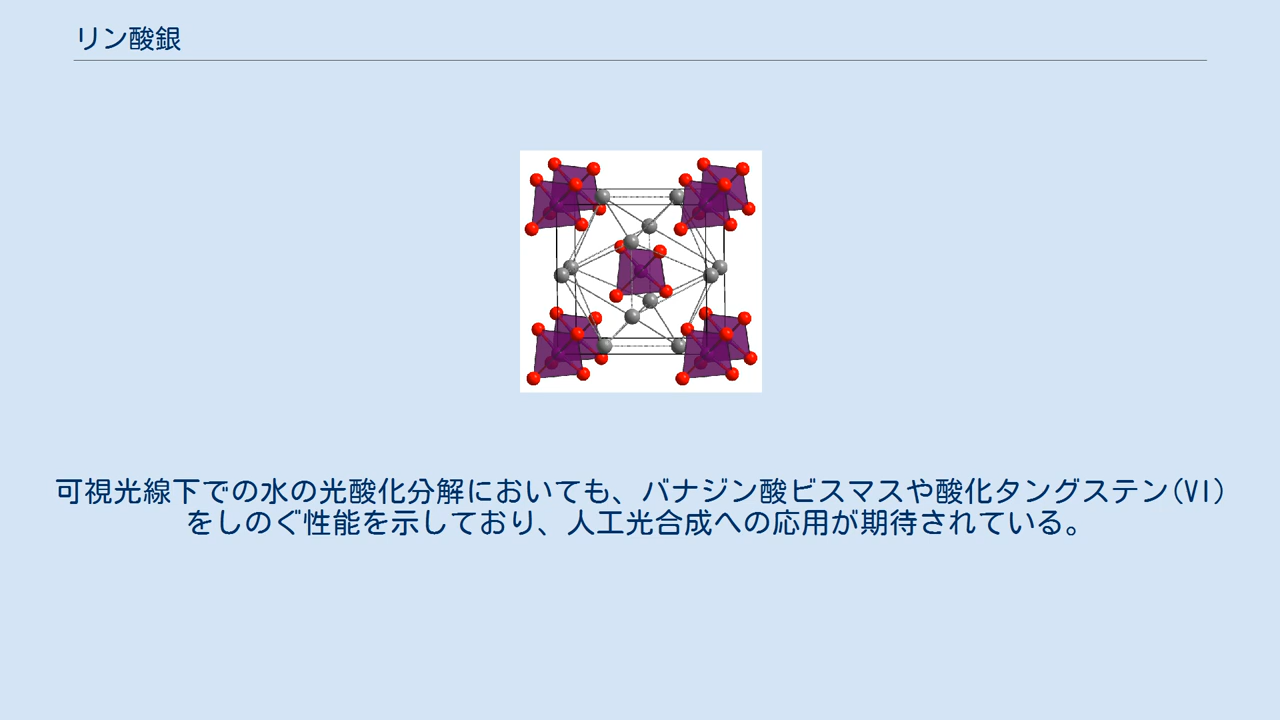 リン酸銀
可視光線下での水の光酸化分解においても、バナジン酸ビスマスや酸化タングステン(VI)
をしのぐ性能を示しており、人工光合成への応用が期待されている。